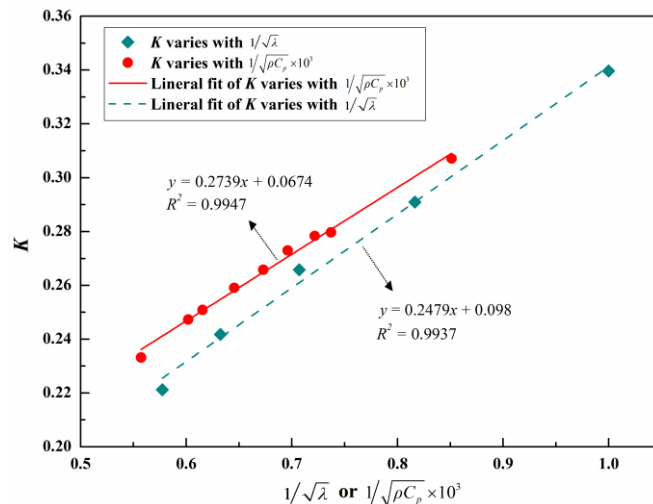 0.36
0.34
0.32
0.30
0.28
0.26
0.24
0.22
0.20
K
K varies with 1/√λ
K varies with 1/√ρCₚ ×10³
Lineral fit of K varies with 1/√ρCₚ ×10³
Lineral fit of K varies with 1/√λ
y = 0.2739x + 0.0674
R² = 0.9947
y = 0.2479x + 0.098
R² = 0.9937
0.5 0.6 0.7 0.8 0.9 1.0
1/√λ or 1/√ρCₚ ×10³